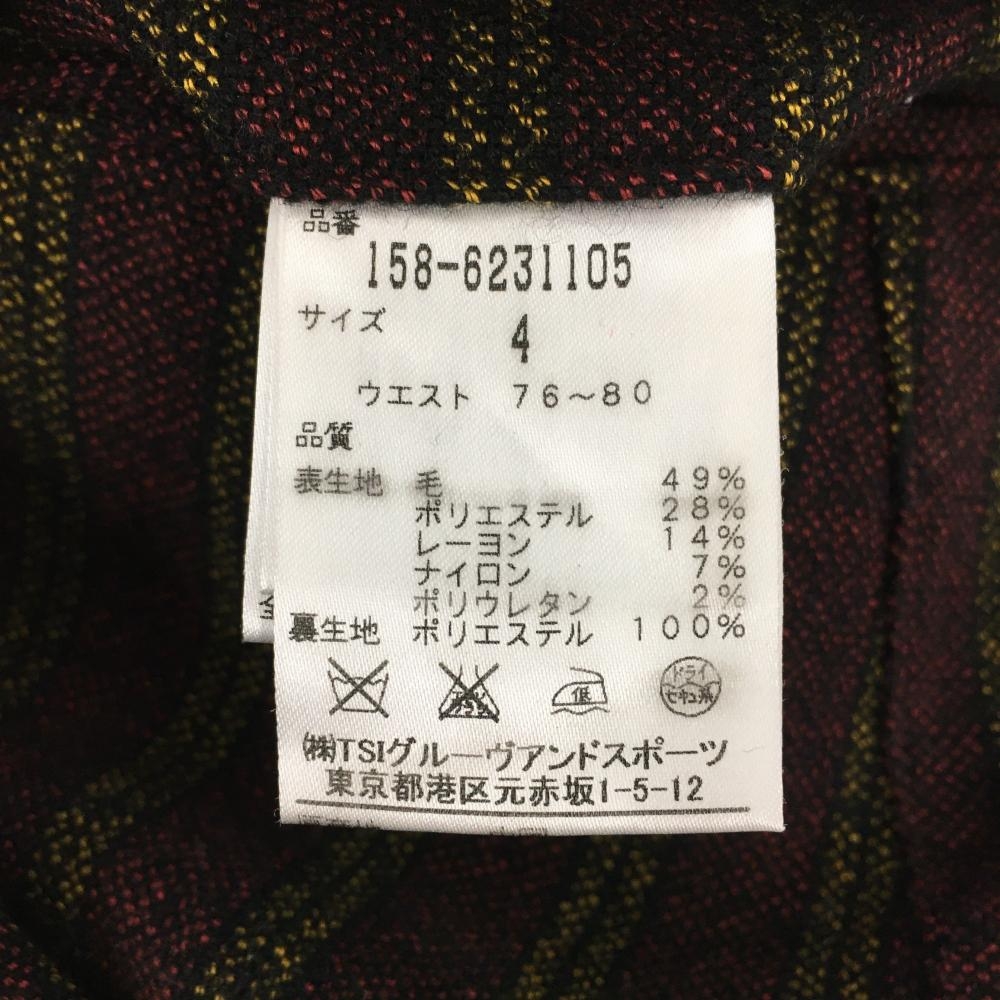 品番
158-6231105
サイズ 4
ウエスト 76~80
品質
表生地 毛 49%
ポリエステル 28%
レーヨン 14%
ナイロン 7%
ポリウレタン 2%
裏生地 ポリエステル 100%
低 ドライ セキユ系
㈱TSIグルーヴアンドスポーツ
東京都港区元赤坂1-5-12